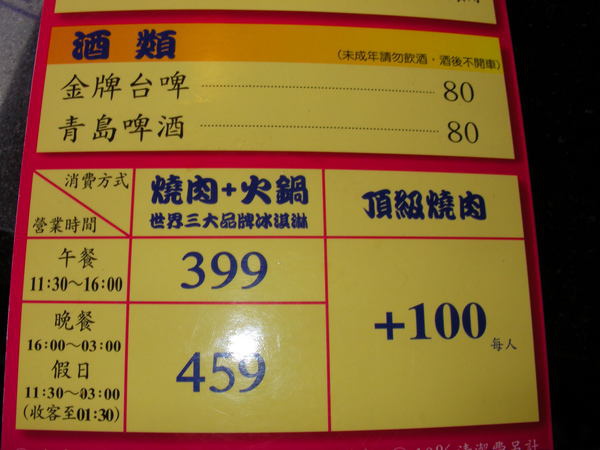 酒類
(未成年請勿飲酒‧酒後不開車)
金牌台啤 80
青島啤酒 80
消費方式
營業時間
燒肉+火鍋
世界三大品牌冰淇淋
頂級燒肉
午餐
11:30～16:00
399
晚餐
16:00～03:00
假日
11:30～03:00
(收客至01:30)
459
+100
每人